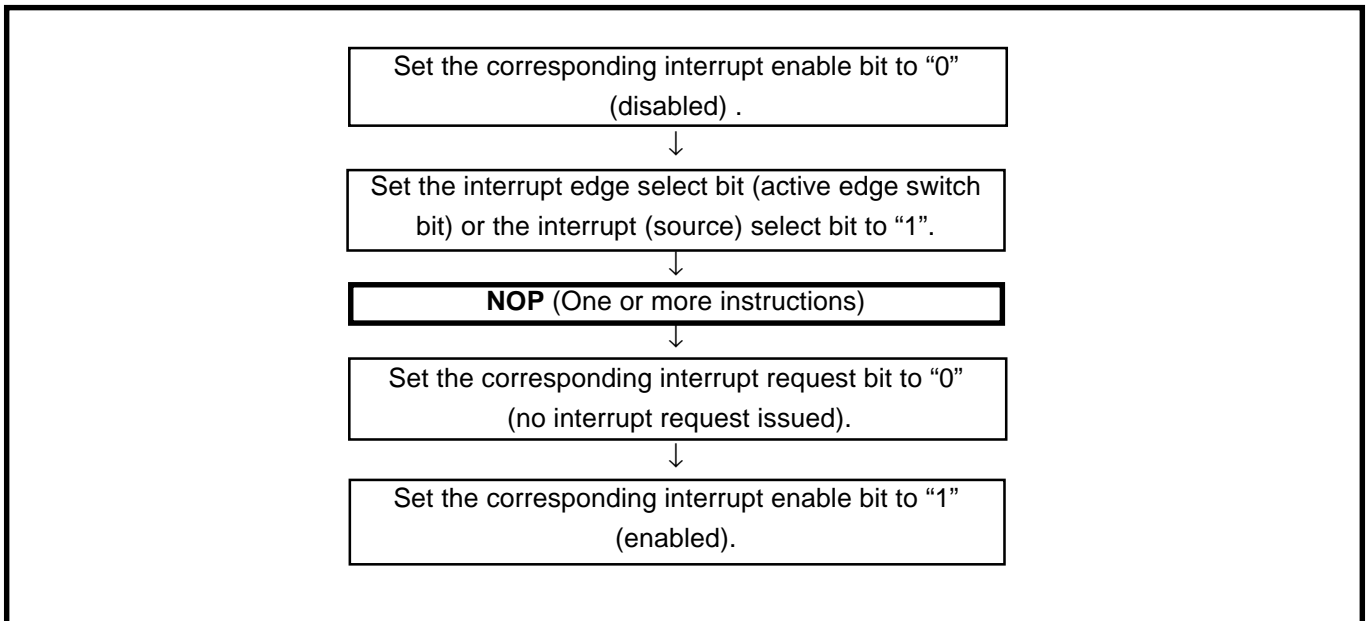 Set the corresponding interrupt enable bit to “0”
(disabled) .
↓
Set the interrupt edge select bit (active edge switch
bit) or the interrupt (source) select bit to “1”.
↓
NOP (One or more instructions)
↓
Set the corresponding interrupt request bit to “0”
(no interrupt request issued).
↓
Set the corresponding interrupt enable bit to “1”
(enabled).